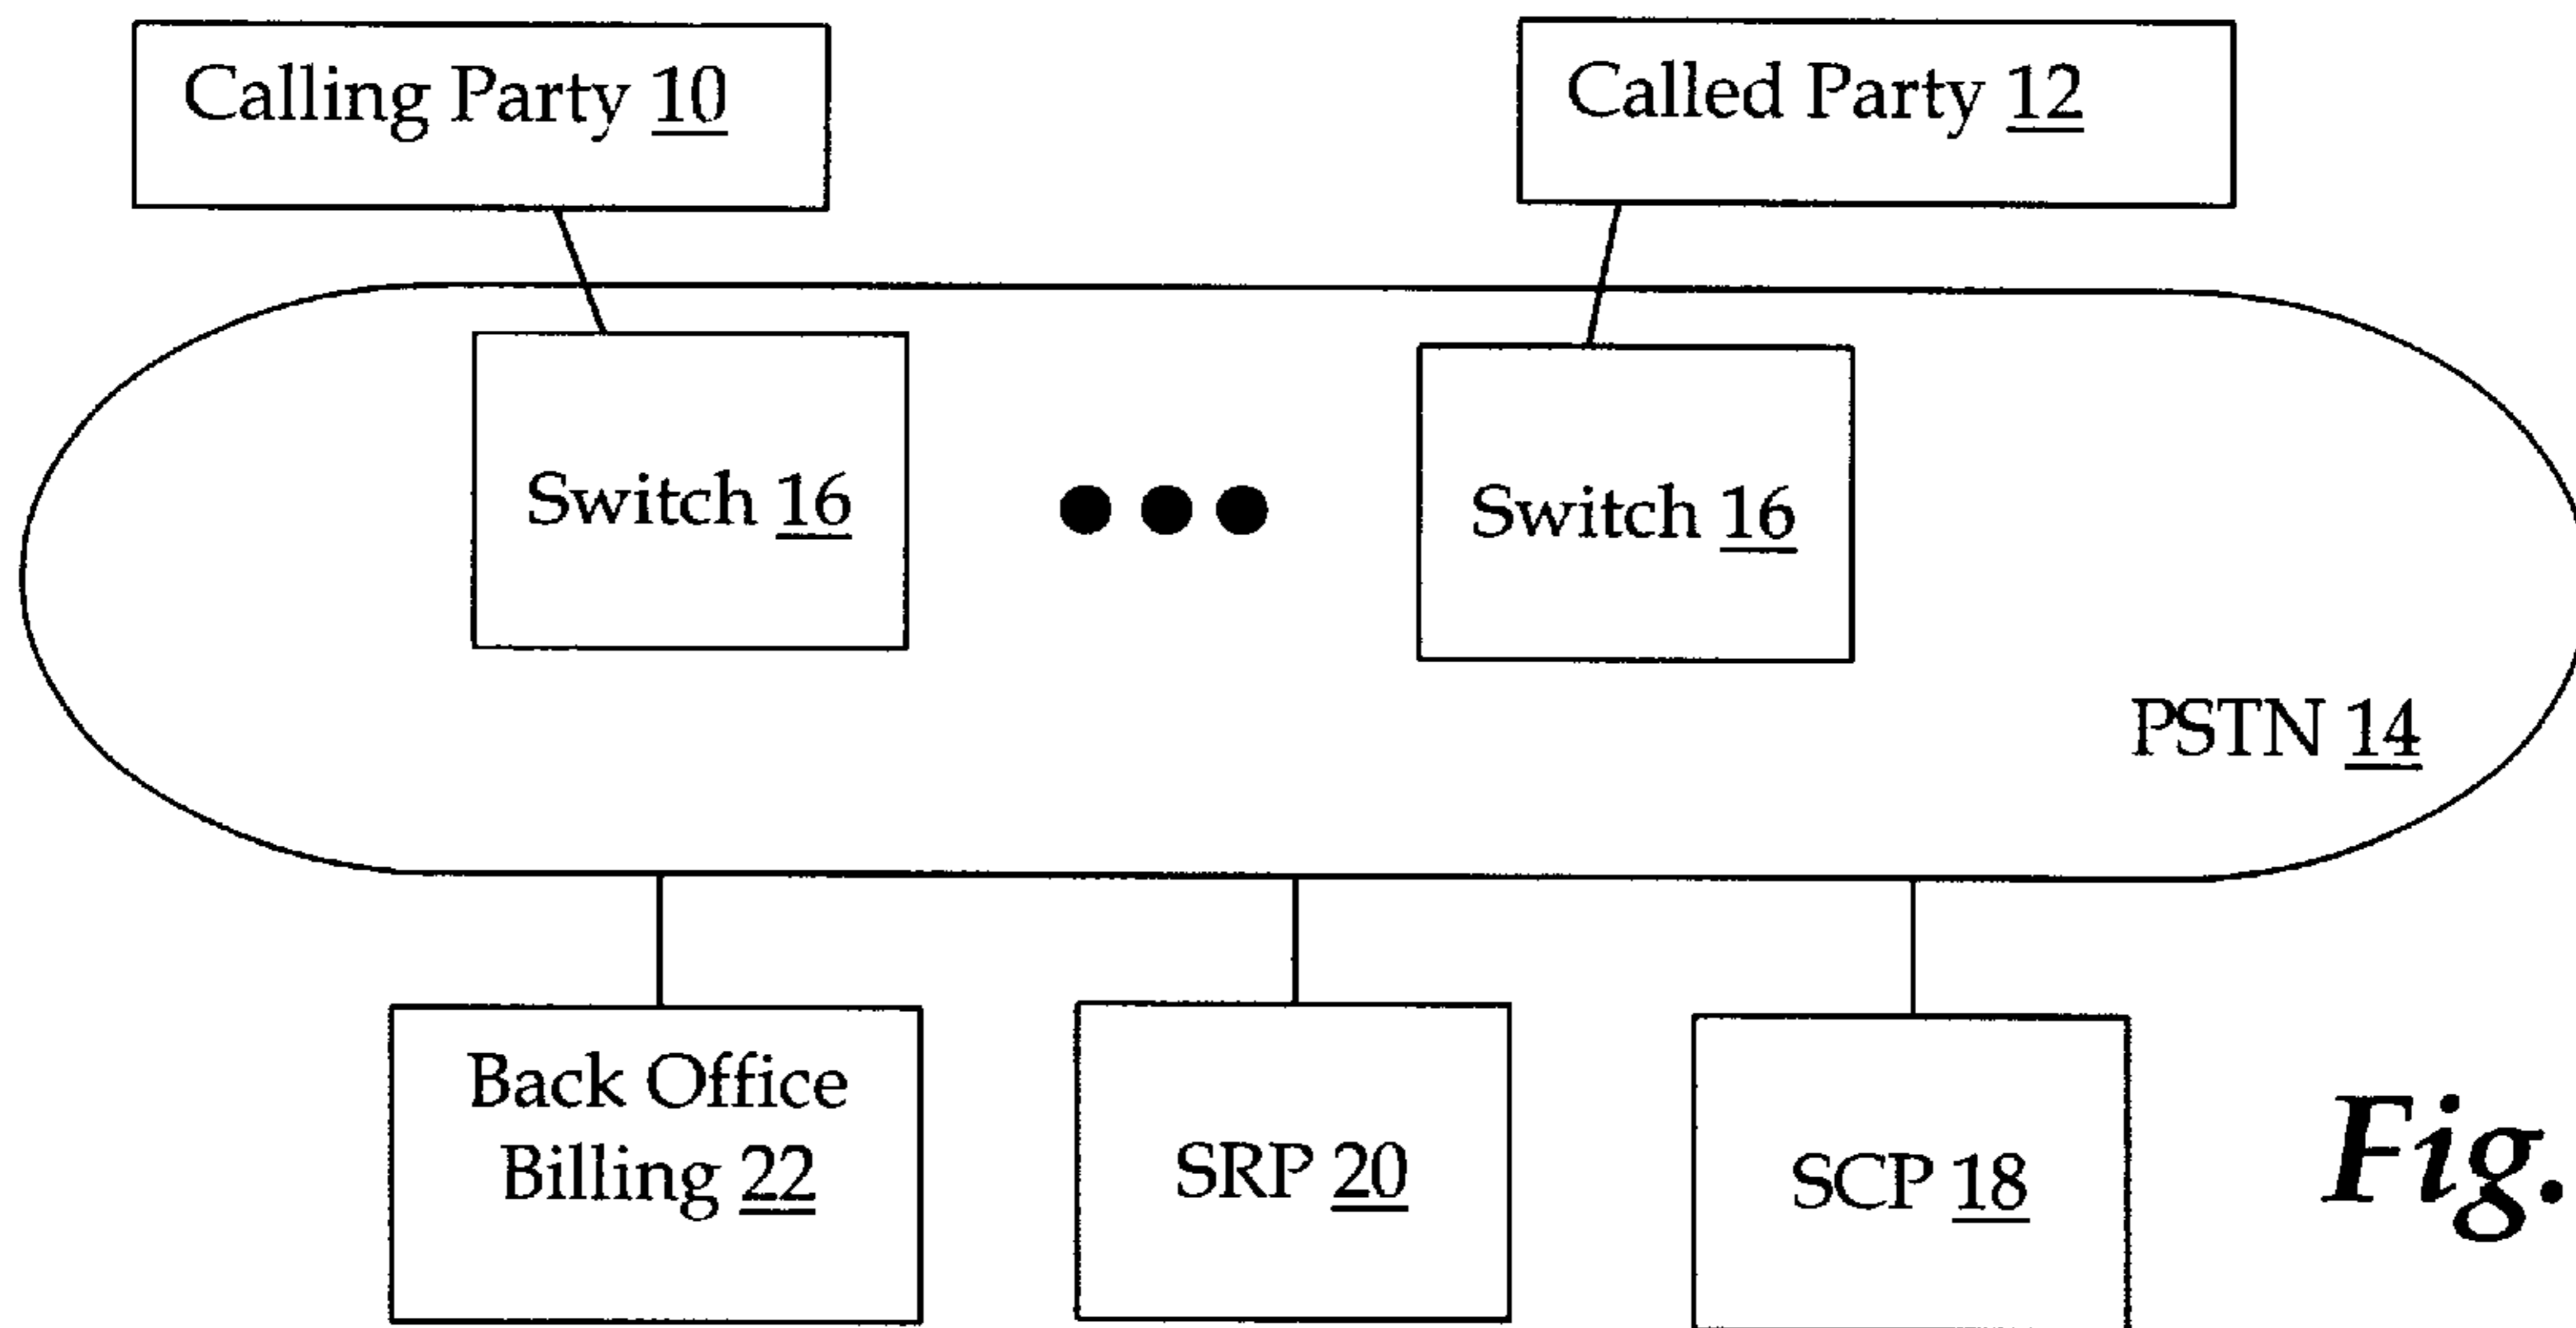 Calling Party 10
Called Party 12
Switch 16
Switch 16
PSTN 14
Back Office
Billing 22
SRP 20
SCP 18
Fig.